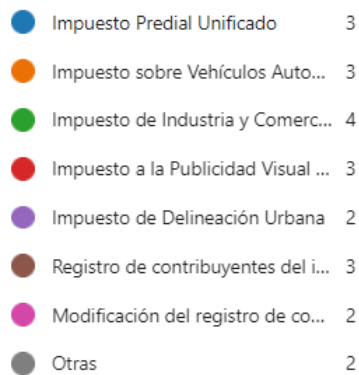 Impuesto Predial Unificado 3
Impuesto sobre Vehículos Auto... 3
Impuesto de Industria y Comerc... 4
Impuesto a la Publicidad Visual ... 3
Impuesto de Delineación Urbana 2
Registro de contribuyentes del i... 3
Modificación del registro de co... 2
Otras 2